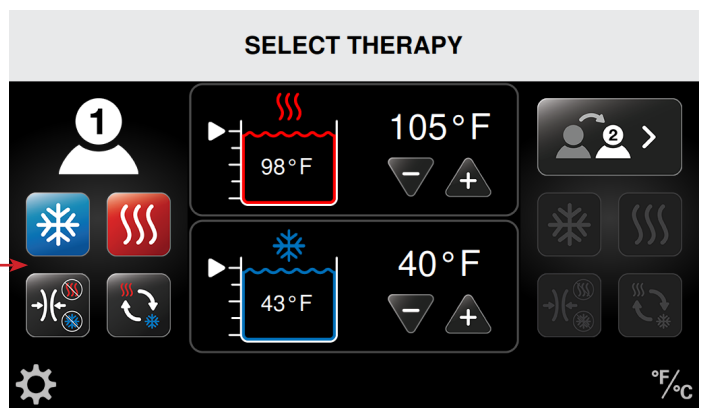 SELECT THERAPY
1
98°F
105°F
− +
2
>
43°F
40°F
− +
°F/°C